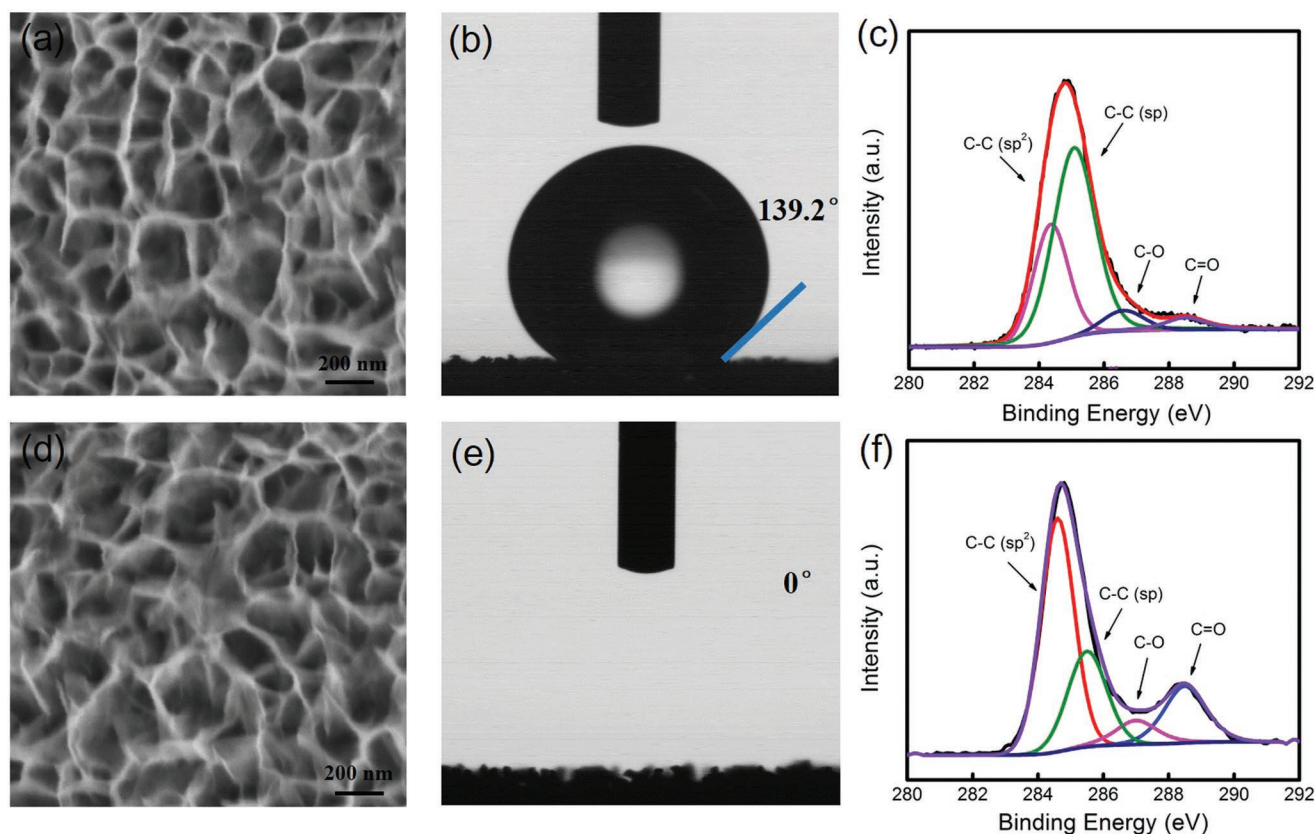 (a)
200 nm
(b)
139.2°
(c)
C-C (sp²)
C-C (sp)
C-O
C=O
Intensity (a.u.)
280 282 284 286 288 290 292
Binding Energy (eV)
(d)
200 nm
(e)
0°
(f)
C-C (sp²)
C-C (sp)
C-O
C=O
Intensity (a.u.)
280 282 284 286 288 290 292
Binding Energy (eV)